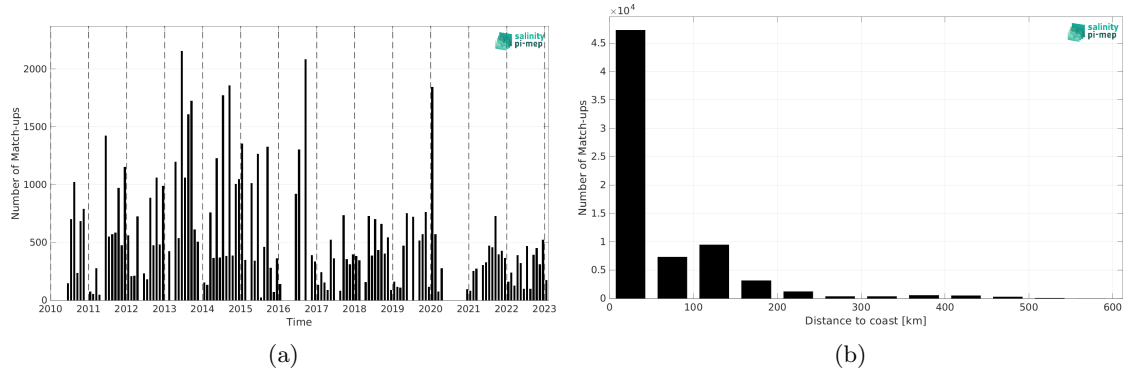 salinity
pi-mep
Number of Match-ups
2000
1500
1000
500
0
2010 2011 2012 2013 2014 2015 2016 2017 2018 2019 2020 2021 2022 2023
Time
(a)
×10⁴
salinity
pi-mep
Number of Match-ups
4.5
4
3.5
3
2.5
2
1.5
1
0.5
0
0 100 200 300 400 500 600
Distance to coast [km]
(b)